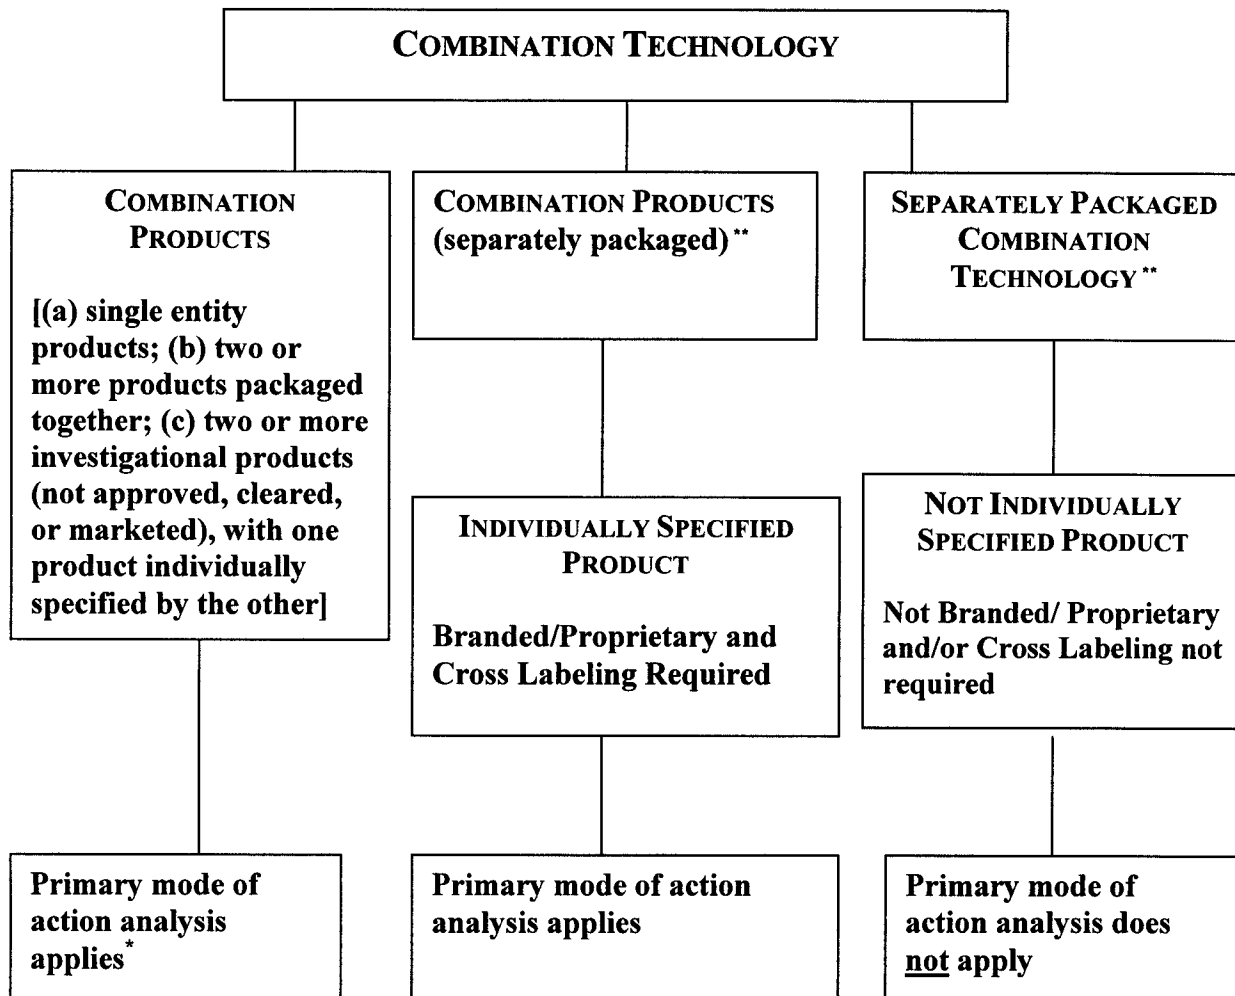 COMBINATION TECHNOLOGY
COMBINATION
PRODUCTS
[(a) single entity
products; (b) two or
more products packaged
together; (c) two or more
investigational products
(not approved, cleared,
or marketed), with one
product individually
specified by the other]
Primary mode of
action analysis
applies*
COMBINATION PRODUCTS
(separately packaged)**
INDIVIDUALLY SPECIFIED
PRODUCT
Branded/Proprietary and
Cross Labeling Required
Primary mode of action
analysis applies
SEPARATELY PACKAGED
COMBINATION
TECHNOLOGY**
NOT INDIVIDUALLY
SPECIFIED PRODUCT
Not Branded/ Proprietary
and/or Cross Labeling not
required
Primary mode of
action analysis does
not apply